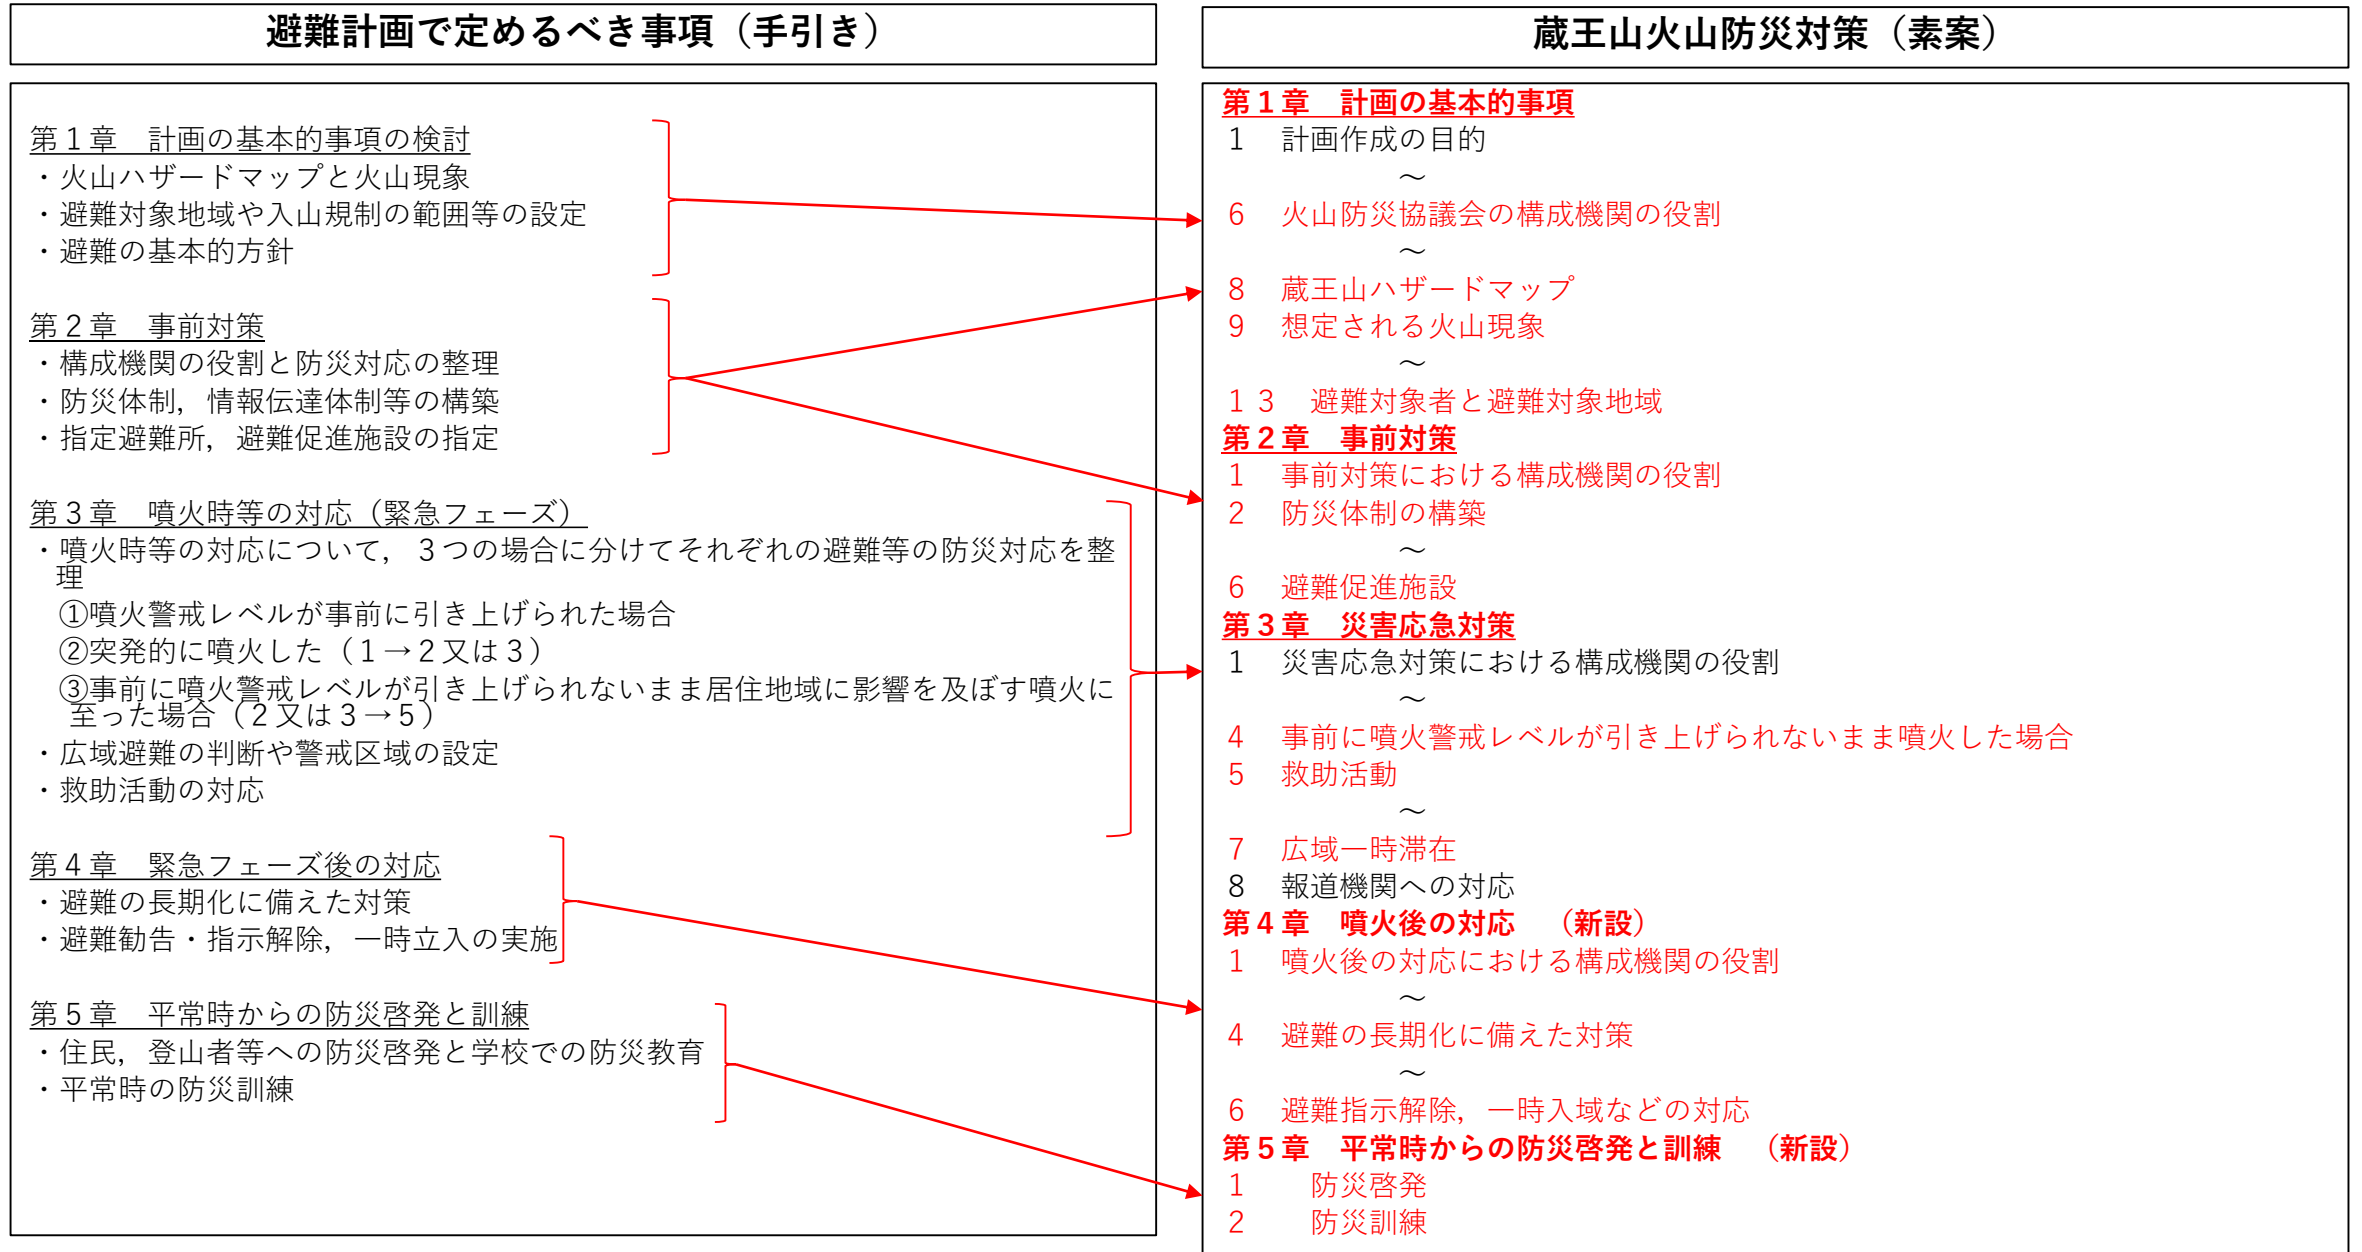 避難計画で定めるべき事項（手引き）
第１章　計画の基本的事項の検討
・火山ハザードマップと火山現象
・避難対象地域や入山規制の範囲等の設定
・避難の基本的方針
第２章　事前対策
・構成機関の役割と防災対応の整理
・防災体制，情報伝達体制等の構築
・指定避難所，避難促進施設の指定
第３章　噴火時等の対応（緊急フェーズ）
・噴火時等の対応について，３つの場合に分けてそれぞれの避難等の防災対応を整
理
①噴火警戒レベルが事前に引き上げられた場合
②突発的に噴火した（１→２又は３）
③事前に噴火警戒レベルが引き上げられないまま居住地域に影響を及ぼす噴火に
至った場合（２又は３→５）
・広域避難の判断や警戒区域の設定
・救助活動の対応
第４章　緊急フェーズ後の対応
・避難の長期化に備えた対策
・避難勧告・指示解除，一時立入の実施
第５章　平常時からの防災啓発と訓練
・住民，登山者等への防災啓発と学校での防災教育
・平常時の防災訓練
蔵王山火山防災対策（素案）
第１章　計画の基本的事項
１　計画作成の目的
～
６　火山防災協議会の構成機関の役割
～
８　蔵王山ハザードマップ
９　想定される火山現象
～
１３　避難対象者と避難対象地域
第２章　事前対策
１　事前対策における構成機関の役割
２　防災体制の構築
～
６　避難促進施設
第３章　災害応急対策
１　災害応急対策における構成機関の役割
～
４　事前に噴火警戒レベルが引き上げられないまま噴火した場合
５　救助活動
～
７　広域一時滞在
８　報道機関への対応
第４章　噴火後の対応　（新設）
１　噴火後の対応における構成機関の役割
～
４　避難の長期化に備えた対策
～
６　避難指示解除，一時入域などの対応
第５章　平常時からの防災啓発と訓練　（新設）
１　　防災啓発
２　　防災訓練